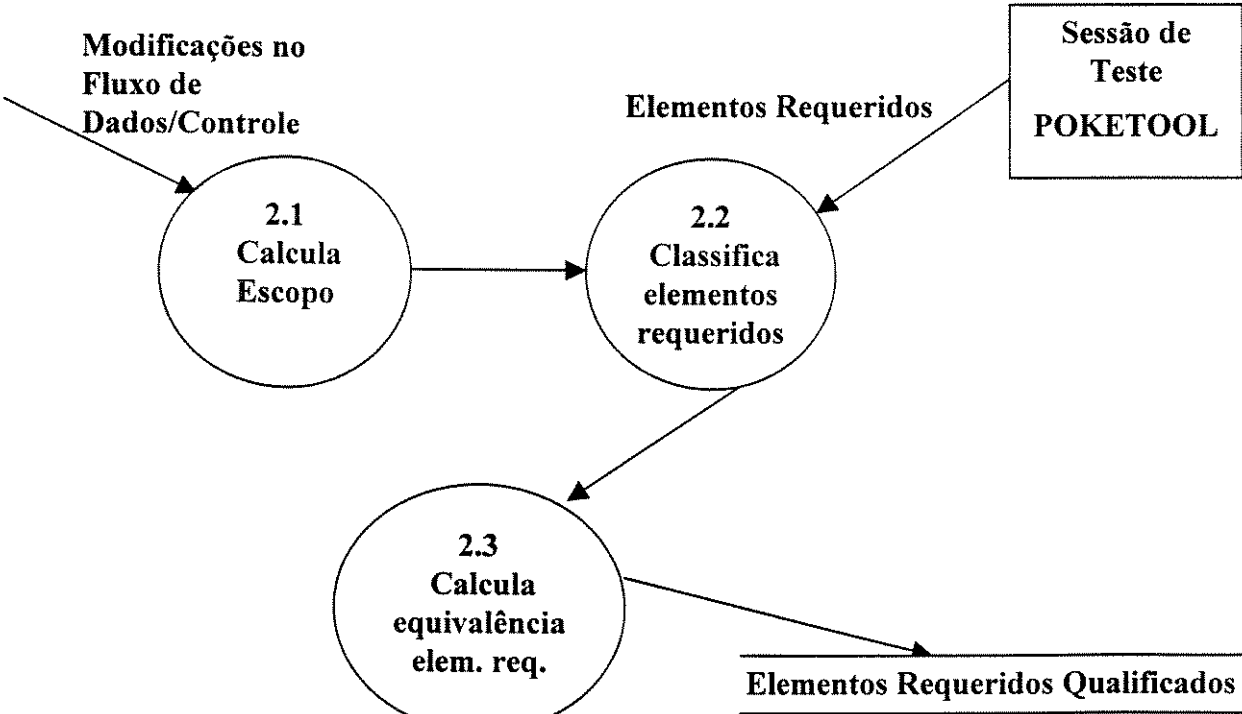 Modificações no
Fluxo de
Dados/Controle
Elementos Requeridos
Sessão de
Teste
POKETOOL
2.1
Calcula
Escopo
2.2
Classifica
elementos
requeridos
2.3
Calcula
equivalência
elem. req.
Elementos Requeridos Qualificados